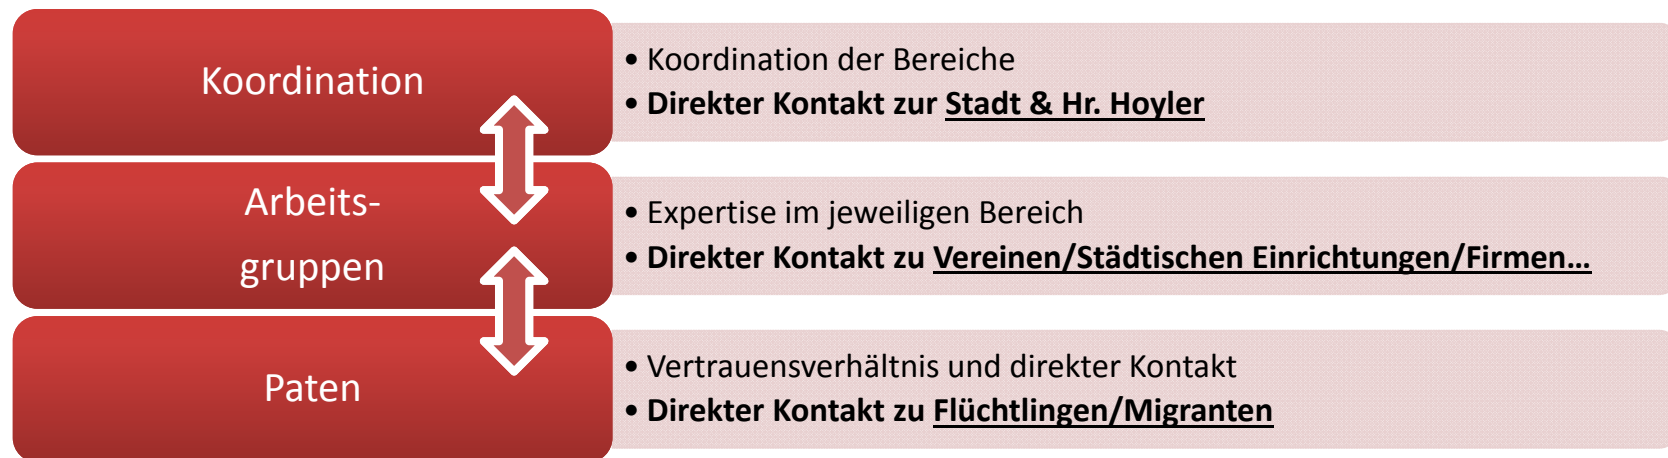 Koordination
• Koordination der Bereiche
• Direkter Kontakt zur Stadt & Hr. Hoyler
Arbeits-
gruppen
• Expertise im jeweiligen Bereich
• Direkter Kontakt zu Vereinen/Städtischen Einrichtungen/Firmen…
Paten
• Vertrauensverhältnis und direkter Kontakt
• Direkter Kontakt zu Flüchtlingen/Migranten